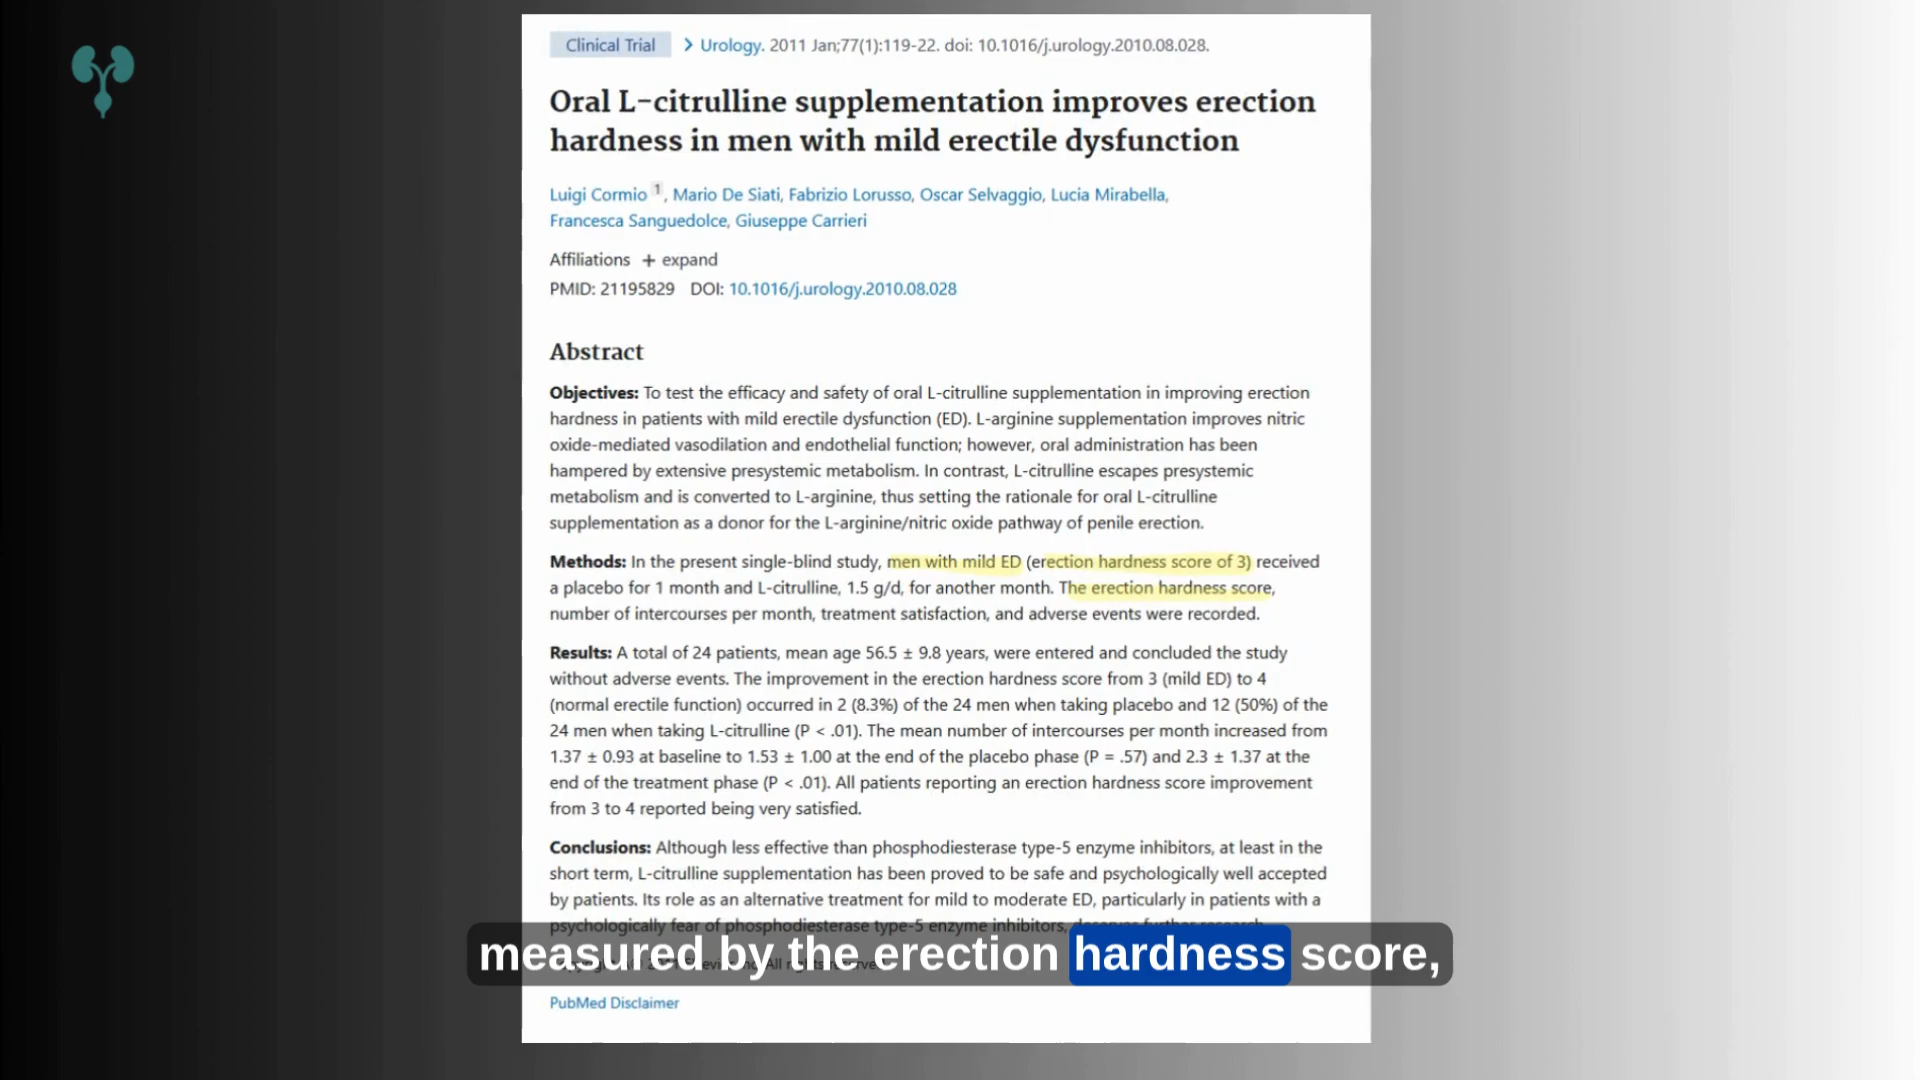 Clinical Trial > Urology. 2011 Jan;77(1):119-22. doi: 10.1016/j.urology.2010.08.028.
Oral L-citrulline supplementation improves erection
hardness in men with mild erectile dysfunction
Luigi Cormio 1, Mario De Siati, Fabrizio Lorusso, Oscar Selvaggio, Lucia Mirabella,
Francesca Sanguedolce, Giuseppe Carrieri
Affiliations + expand
PMID: 21195829 DOI: 10.1016/j.urology.2010.08.028
Abstract
Objectives: To test the efficacy and safety of oral L-citrulline supplementation in improving erection
hardness in patients with mild erectile dysfunction (ED). L-arginine supplementation improves nitric
oxide-mediated vasodilation and endothelial function; however, oral administration has been
hampered by extensive presystemic metabolism. In contrast, L-citrulline escapes presystemic
metabolism and is converted to L-arginine, thus setting the rationale for oral L-citrulline
supplementation as a donor for the L-arginine/nitric oxide pathway of penile erection.
Methods: In the present single-blind study, men with mild ED (erection hardness score of 3) received
a placebo for 1 month and L-citrulline, 1.5 g/d, for another month. The erection hardness score,
number of intercourses per month, treatment satisfaction, and adverse events were recorded.
Results: A total of 24 patients, mean age 56.5 ± 9.8 years, were entered and concluded the study
without adverse events. The improvement in the erection hardness score from 3 (mild ED) to 4
(normal erectile function) occurred in 2 (8.3%) of the 24 men when taking placebo and 12 (50%) of the
24 men when taking L-citrulline (P < .01). The mean number of intercourses per month increased from
1.37 ± 0.93 at baseline to 1.53 ± 1.00 at the end of the placebo phase (P = .57) and 2.3 ± 1.37 at the
end of the treatment phase (P < .01). All patients reporting an erection hardness score improvement
from 3 to 4 reported being very satisfied.
Conclusions: Although less effective than phosphodiesterase type-5 enzyme inhibitors, at least in the
short term, L-citrulline supplementation has been proved to be safe and psychologically well accepted
by patients. Its role as an alternative treatment for mild to moderate ED, particularly in patients with a
psychologically fear of phosphodiesterase type-5 enzyme inhibitors, deserves further research.
measured by the erection hardness score,
PubMed Disclaimer